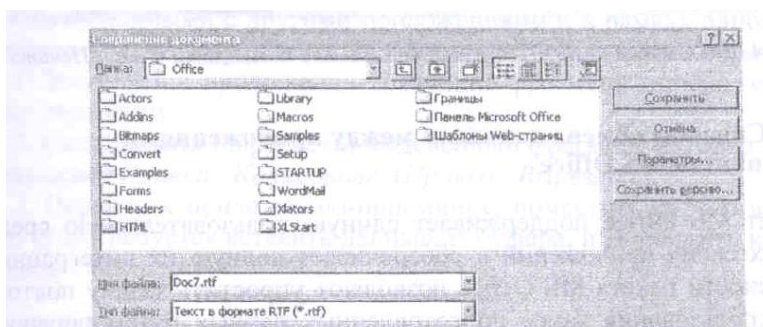 Сохранение документа
Папка: Office
Actors
Addins
Bitmaps
Convert
Examples
Forms
Headers
HTML
Library
Macros
Samples
Setup
STARTUP
WordMail
Xlators
XLStart
Границы
Панель Microsoft Office
Шаблоны Web-страниц
Сохранить
Отмена
Параметры...
Сохранить версию...
Имя файла: Doc7.rtf
Тип файла: Текст в формате RTF (*.rtf)